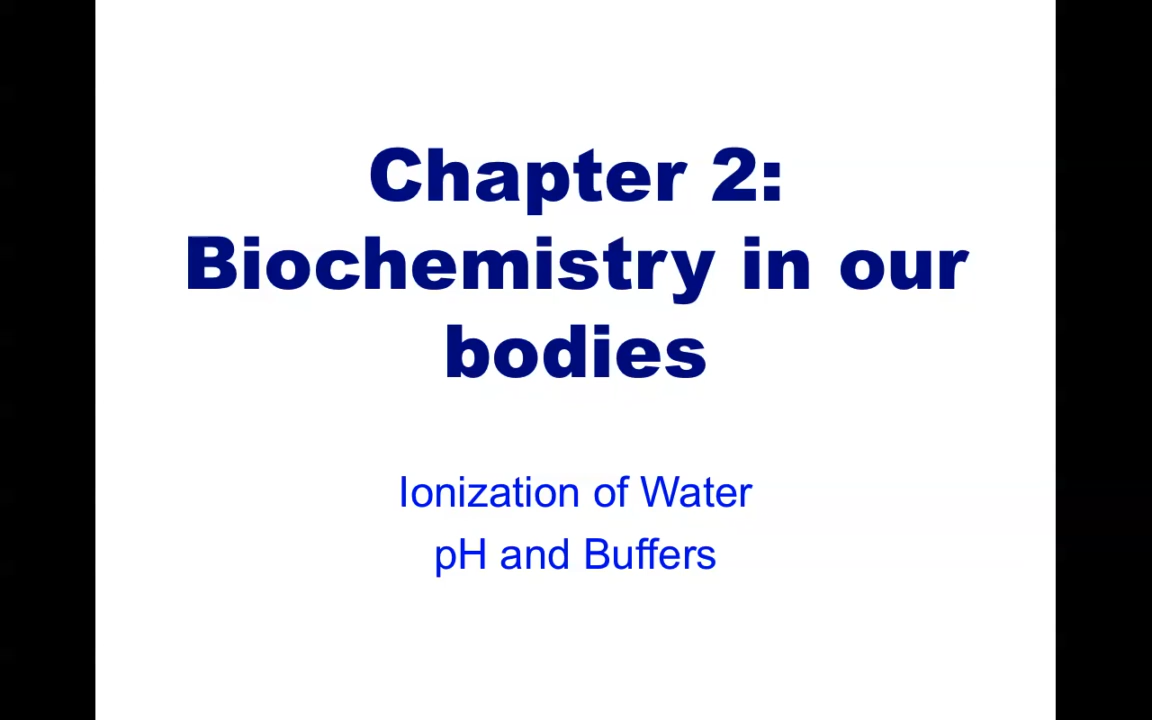 Chapter 2:
Biochemistry in our
bodies
Ionization of Water
pH and Buffers